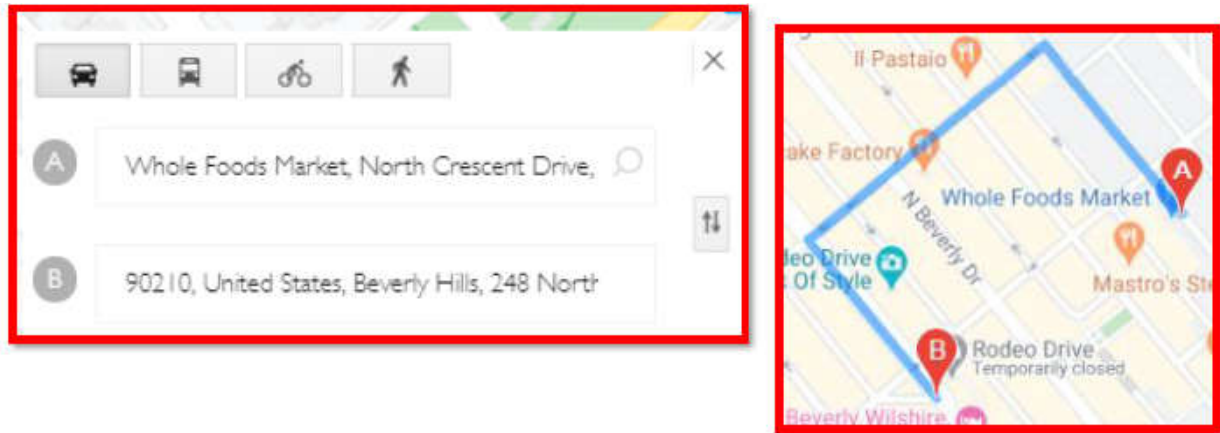 A
Whole Foods Market, North Crescent Drive,
B
90210, United States, Beverly Hills, 248 North
Il Pastaio
ake Factory
A
Whole Foods Market
N Beverly Dr
deo Drive
Of Style
Mastro's Ste
B
Rodeo Drive
Temporarily closed
Beverly Wilshire